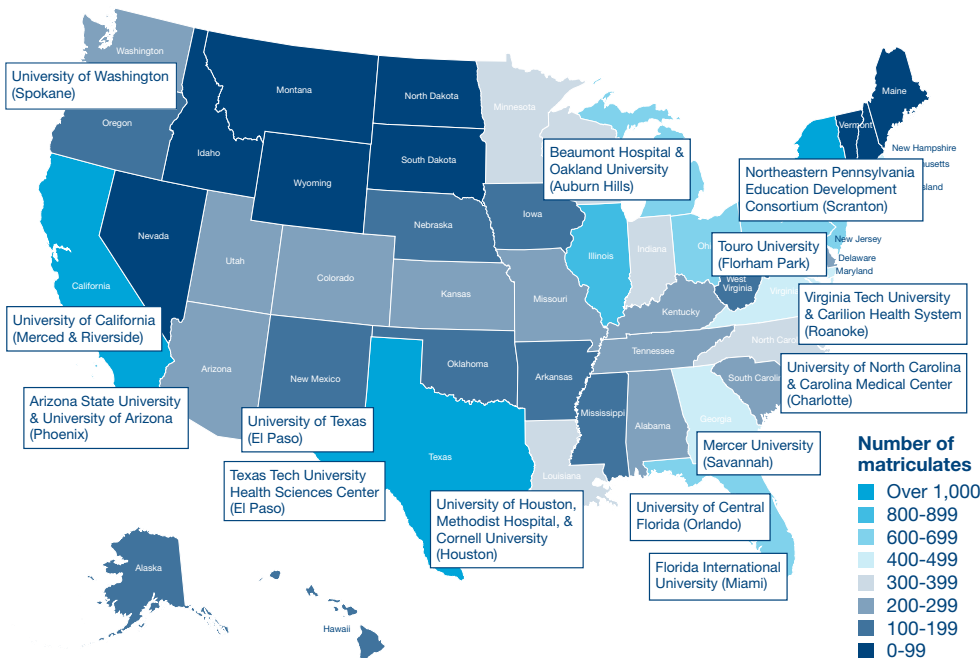 Washington
University of Washington
(Spokane)
Oregon
Idaho
Montana
North Dakota
South Dakota
Wyoming
Nebraska
Minnesota
Iowa
Nevada
Utah
Colorado
Kansas
Missouri
Illinois
Indiana
Kentucky
Tennessee
West
Virginia
California
Arizona
New Mexico
Oklahoma
Arkansas
Mississippi
Alabama
Georgia
Louisiana
Texas
Alaska
Hawaii
Maine
Vermont
New Hampshire
New Jersey
Delaware
Maryland
Virginia
Beaumont Hospital &
Oakland University
(Auburn Hills)
Northeastern Pennsylvania
Education Development
Consortium (Scranton)
Touro University
(Florham Park)
Virginia Tech University
& Carilion Health System
(Roanoke)
University of North Carolina
& Carolina Medical Center
(Charlotte)
Mercer University
(Savannah)
University of Central
Florida (Orlando)
Florida International
University (Miami)
University of California
(Merced & Riverside)
Arizona State University
& University of Arizona
(Phoenix)
University of Texas
(El Paso)
Texas Tech University
Health Sciences Center
(El Paso)
University of Houston,
Methodist Hospital, &
Cornell University
(Houston)
Number of
matriculates
Over 1,000
800-899
600-699
400-499
300-399
200-299
100-199
0-99